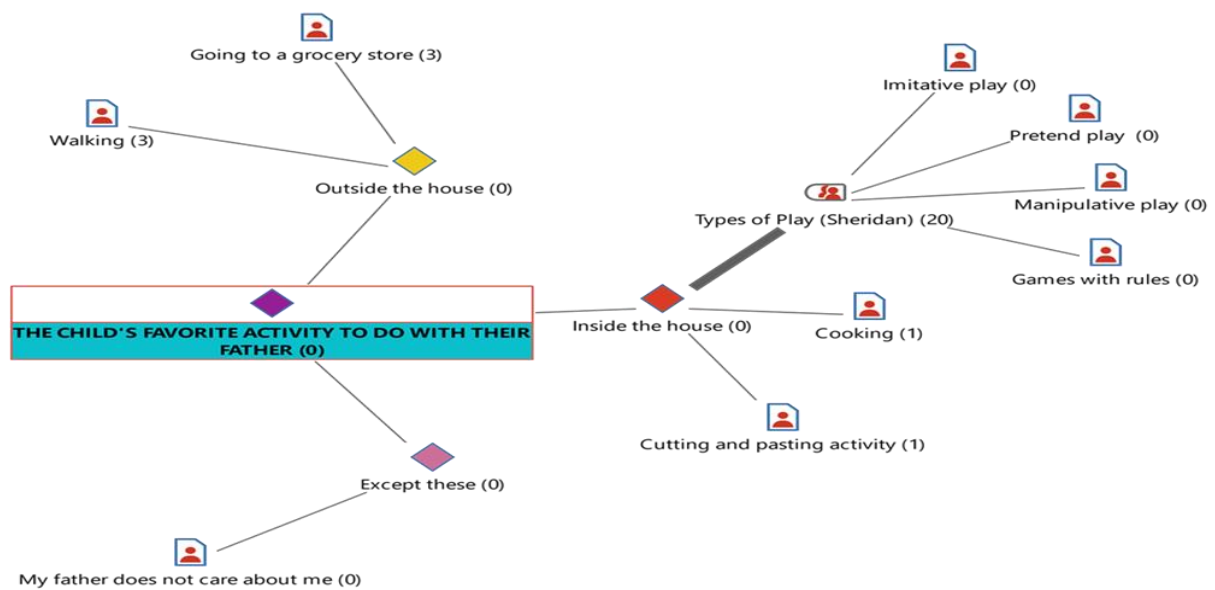 Going to a grocery store (3)
Walking (3)
Outside the house (0)
THE CHILD'S FAVORITE ACTIVITY TO DO WITH THEIR
FATHER (0)
Except these (0)
My father does not care about me (0)
Inside the house (0)
Cooking (1)
Cutting and pasting activity (1)
Types of Play (Sheridan) (20)
Imitative play (0)
Pretend play (0)
Manipulative play (0)
Games with rules (0)